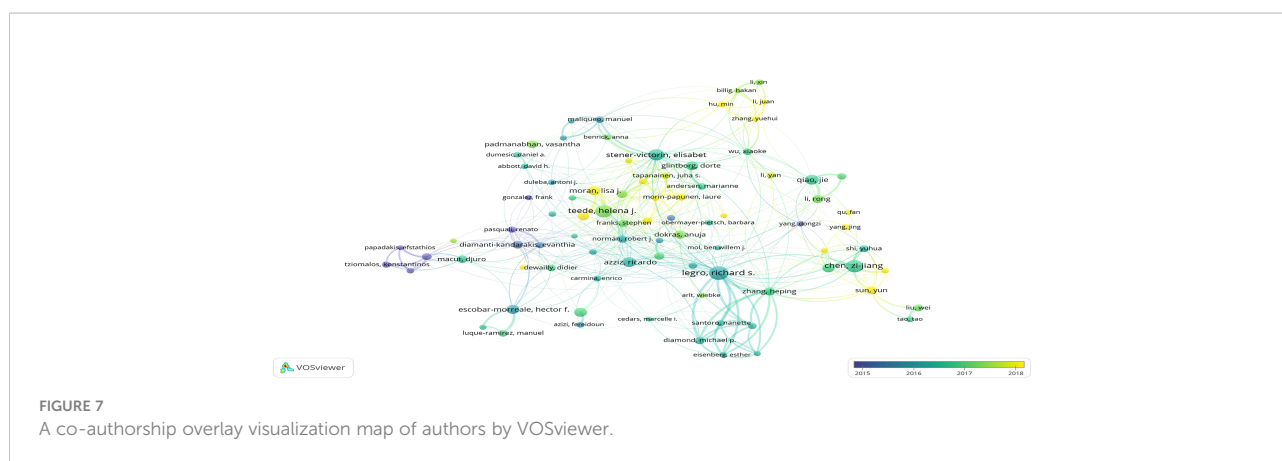 li, xin
billig, hakan
hu, min
li, juan
maliqueo, manuel
zhang, yuehui
benrick, anna
padmanabhan, vasantha
wu, xiaoke
dumesic, daniel a.
stener-victorin, elisabet
abbott, david h.
glintborg, dorte
tapanainen, juha s.
li, yan
qiao, jie
duleba, antoni j.
andersen, marianne
moran, lisa j.
gonzalez, frank
morin-papunen, laure
li, rong
teede, helena j.
qu, fan
franks, stephen
obermayer-pietsch, barbara
yang, dongzi
yang, jing
pasquali, renato
dokras, anuja
norman, robert j.
papadakis, efstathios
diamanti-kandarakis, evanthia
mol, ben willem j.
shi, yuhua
tziomalos, konstantinos
macut, djuro
azziz, ricardo
chen, zi-jiang
dewailly, didier
legro, richard s.
carmina, enrico
arlt, wiebke
zhang, heping
sun, yun
escobar-morreale, hector f.
liu, wei
cedars, marcelle i.
tao, tao
azizi, fereidoun
santoro, nanette
luque-ramirez, manuel
diamond, michael p.
eisenberg, esther
VOSviewer
2015 2016 2017 2018
FIGURE 7
A co-authorship overlay visualization map of authors by VOSviewer.